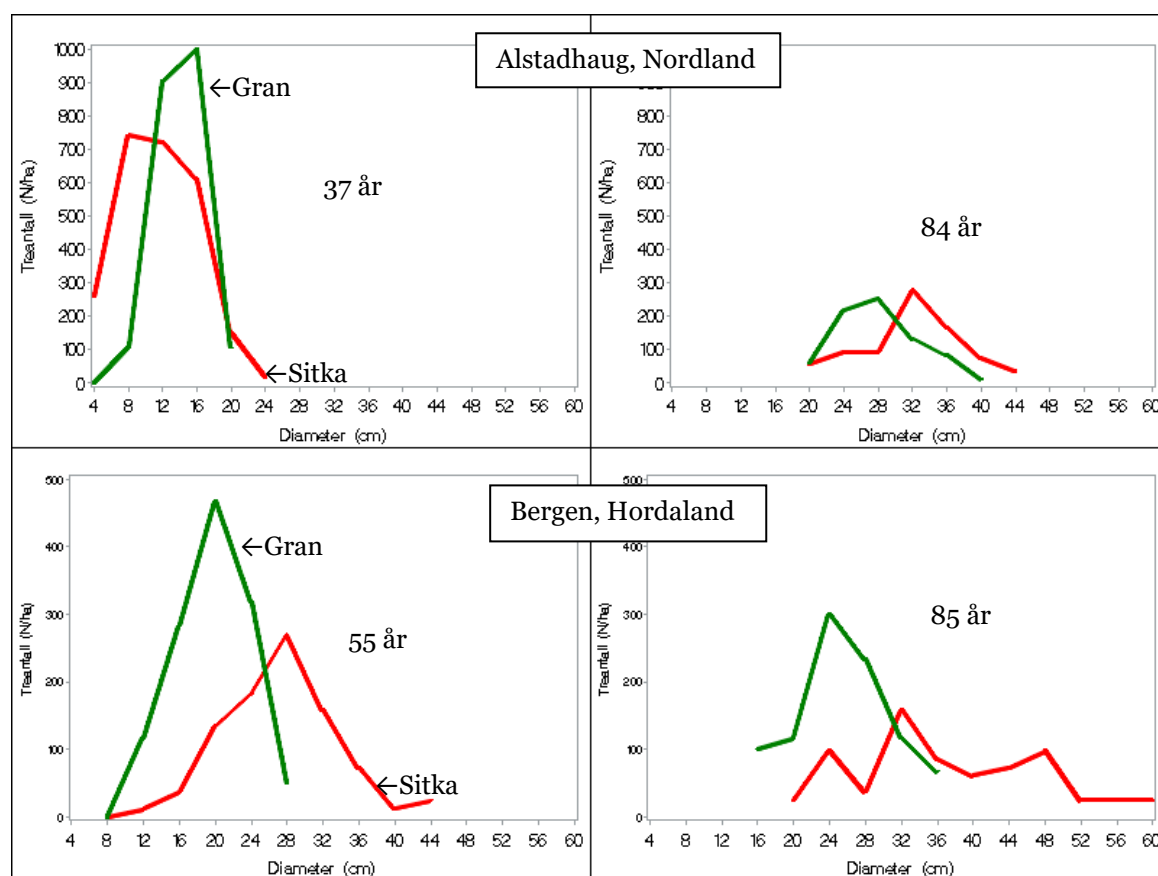 Alstadhaug, Nordland
Treantall (N/ha)
1000
900
800
700
600
500
400
300
200
100
0
←Gran
37 år
←Sitka
4 8 12 16 20 24 28 32 36 40 44 48 52 56 60
Diameter (cm)
Treantall (N/ha)
800
700
600
500
400
300
200
100
0
84 år
4 8 12 16 20 24 28 32 36 40 44 48 52 56 60
Diameter (cm)
Bergen, Hordaland
Treantall (N/ha)
500
400
300
200
100
0
←Gran
55 år
←Sitka
4 8 12 16 20 24 28 32 36 40 44 48 52 56 60
Diameter (cm)
Treantall (N/ha)
500
400
300
200
100
0
85 år
4 8 12 16 20 24 28 32 36 40 44 48 52 56 60
Diameter (cm)